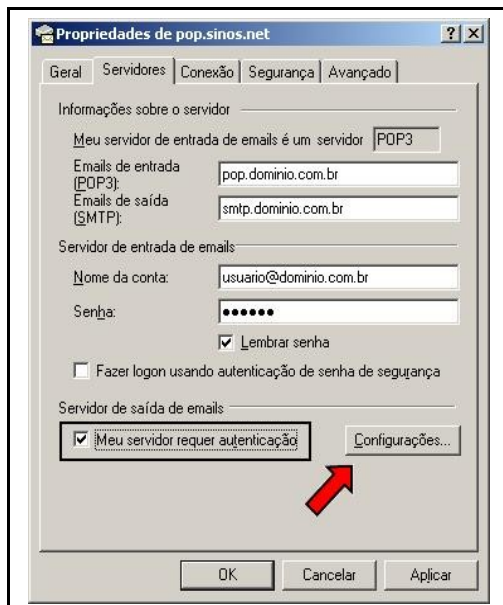 Propriedades de pop.sinos.net
Geral Servidores Conexão Segurança Avançado
Informações sobre o servidor
Meu servidor de entrada de emails é um servidor POP3
Emails de entrada
(POP3):
pop.dominio.com.br
Emails de saída
(SMTP):
smtp.dominio.com.br
Servidor de entrada de emails
Nome da conta: usuario@dominio.com.br
Senha: ●●●●●●
Lembrar senha
Fazer logon usando autenticação de senha de segurança
Servidor de saída de emails
Meu servidor requer autenticação Configurações...
OK Cancelar Aplicar